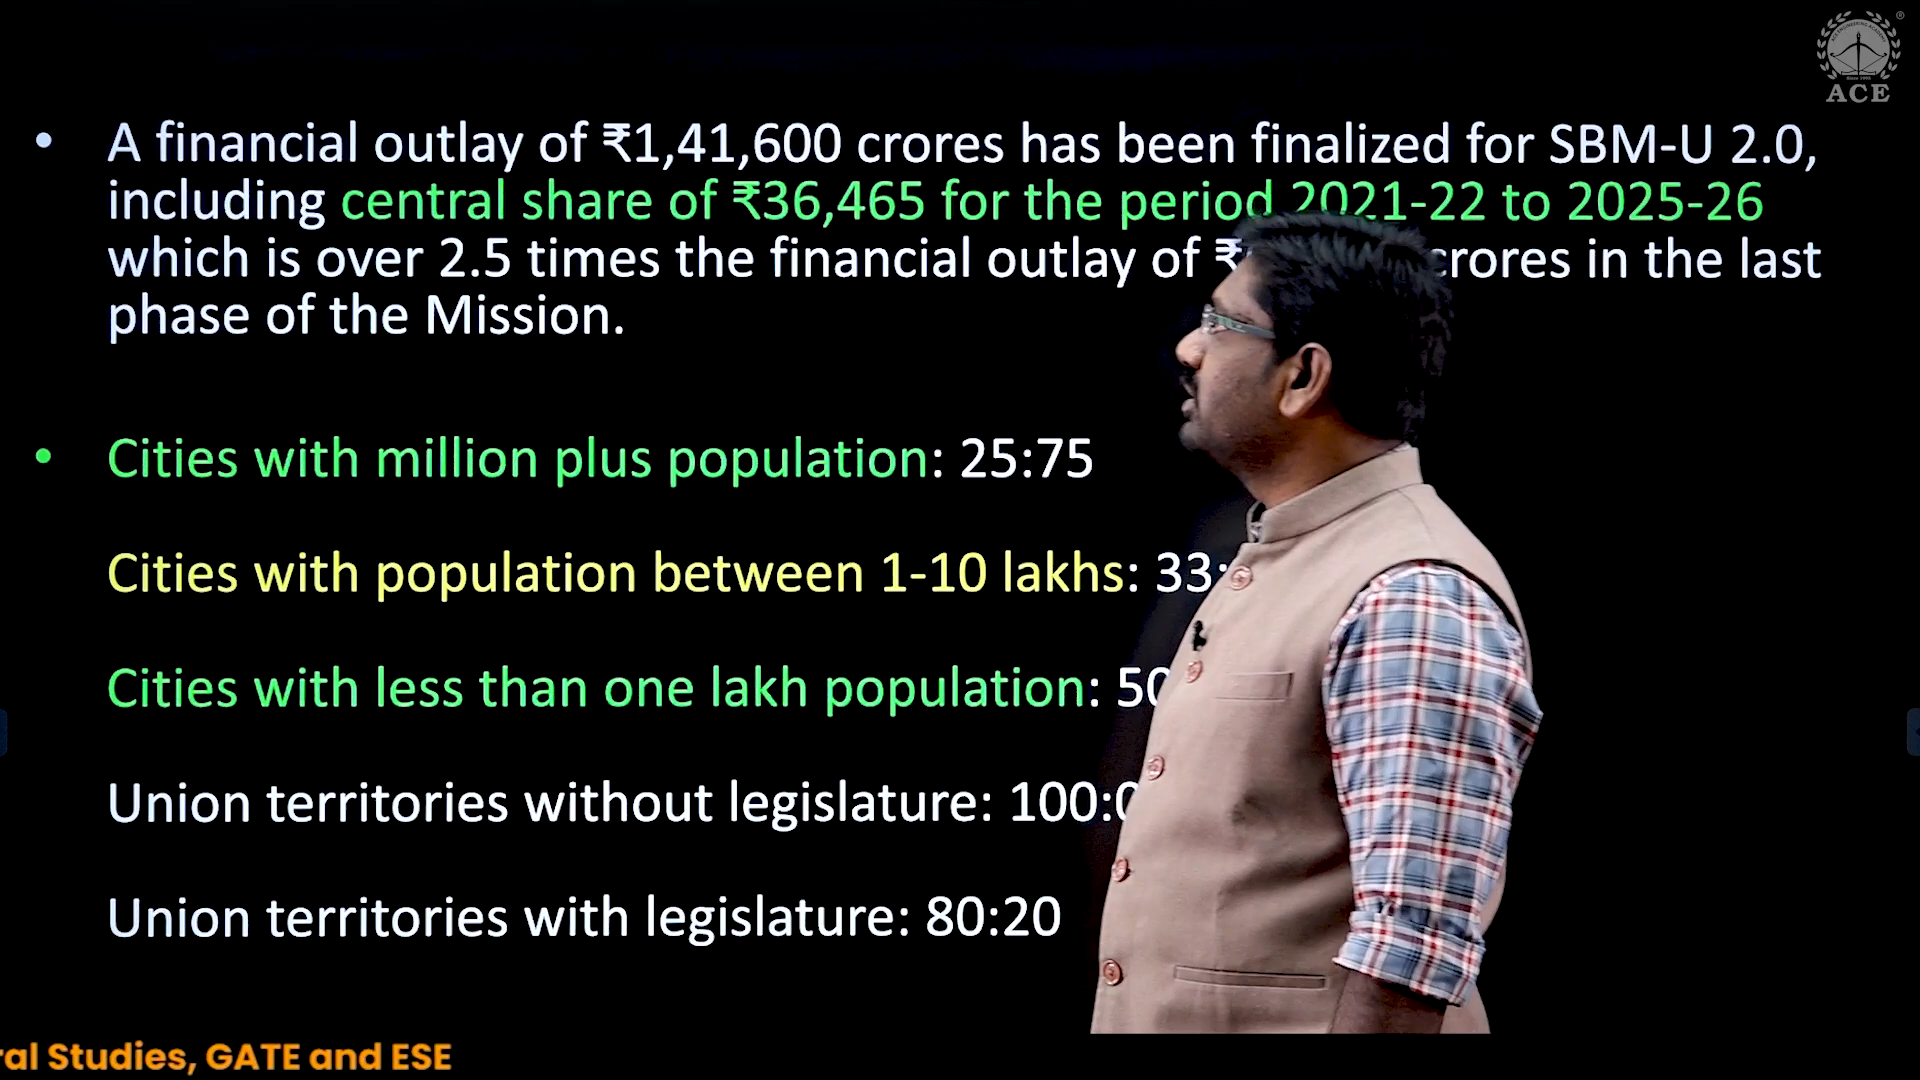 ACE
• A financial outlay of ₹1,41,600 crores has been finalized for SBM-U 2.0,
including central share of ₹36,465 for the period 2021-22 to 2025-26
which is over 2.5 times the financial outlay of ₹ crores in the last
phase of the Mission.
• Cities with million plus population: 25:75
Cities with population between 1-10 lakhs: 33:
Cities with less than one lakh population: 50
Union territories without legislature: 100:0
Union territories with legislature: 80:20
ral Studies, GATE and ESE